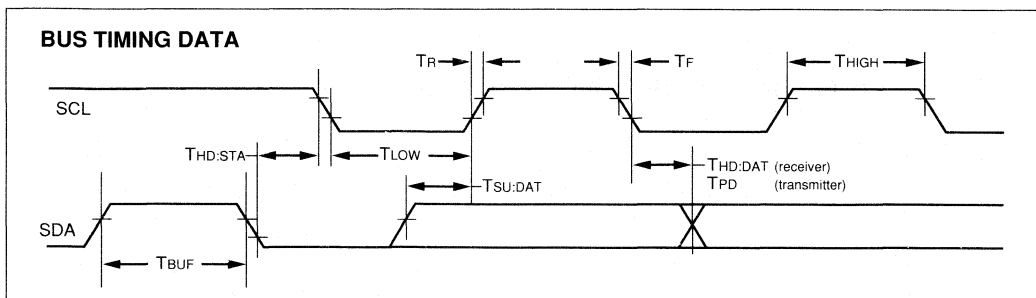 BUS TIMING DATA
TR
TF
THIGH
SCL
THD:STA
TLOW
THD:DAT (receiver)
TPD (transmitter)
TSU:DAT
SDA
TBUF